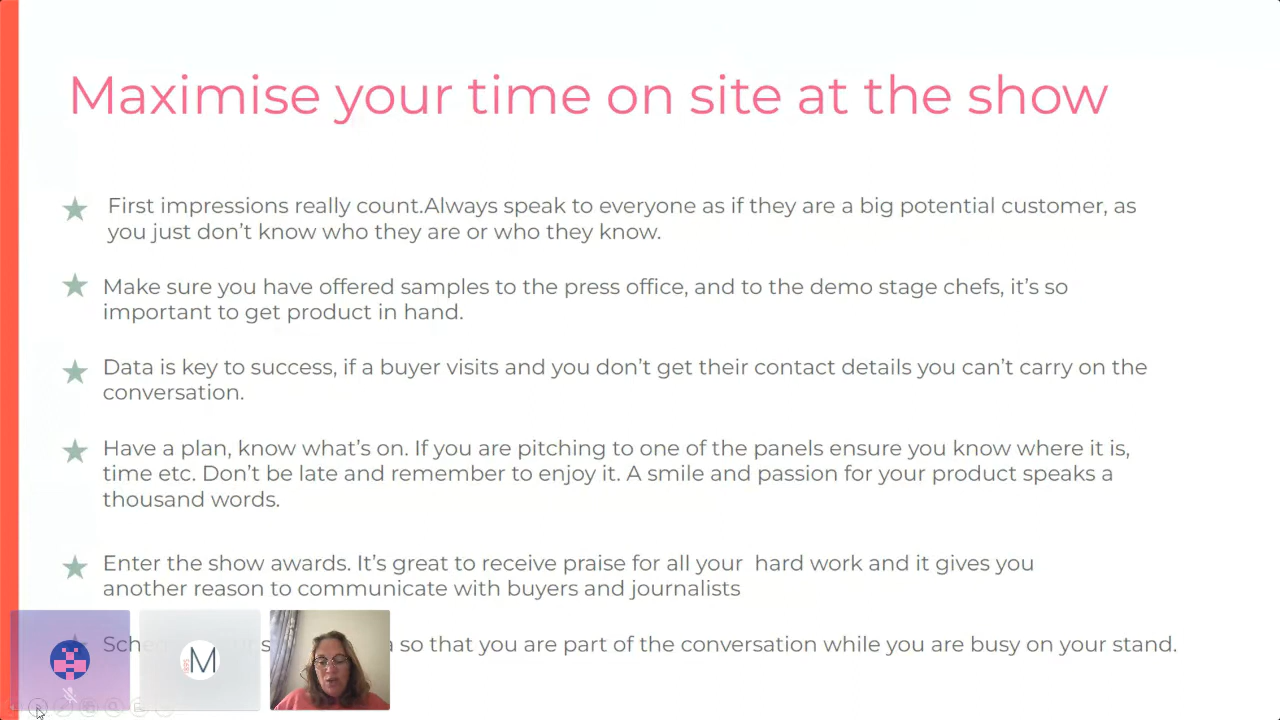 Maximise your time on site at the show
First impressions really count.Always speak to everyone as if they are a big potential customer, as
you just don't know who they are or who they know.
Make sure you have offered samples to the press office, and to the demo stage chefs, it's so
important to get product in hand.
Data is key to success, if a buyer visits and you don't get their contact details you can't carry on the
conversation.
Have a plan, know what's on. If you are pitching to one of the panels ensure you know where it is,
time etc. Don't be late and remember to enjoy it. A smile and passion for your product speaks a
thousand words.
Enter the show awards. It's great to receive praise for all your  hard work and it gives you
another reason to communicate with buyers and journalists
so that you are part of the conversation while you are busy on your stand.
M